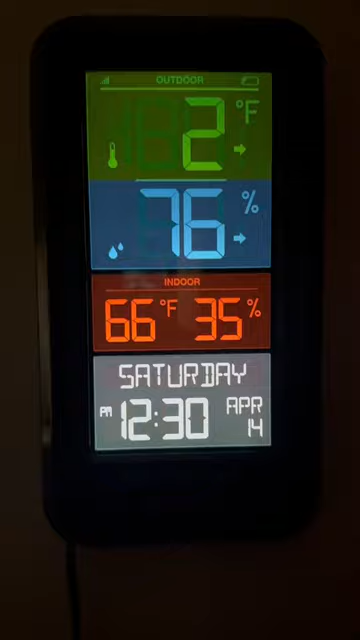 OUTDOOR
2 °F
76 %
INDOOR
66 °F 35 %
SATURDAY
AM 12:30 APR 14